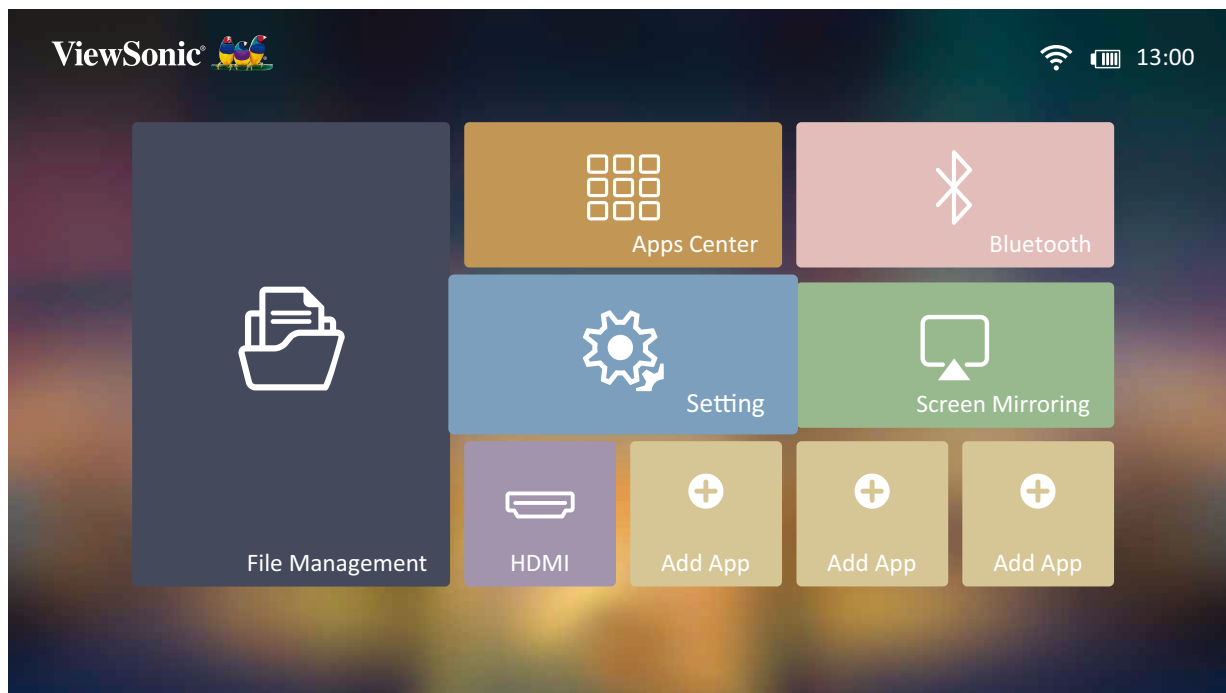 ViewSonic®
13:00
Apps Center
Bluetooth
Setting
Screen Mirroring
File Management
HDMI
Add App
Add App
Add App